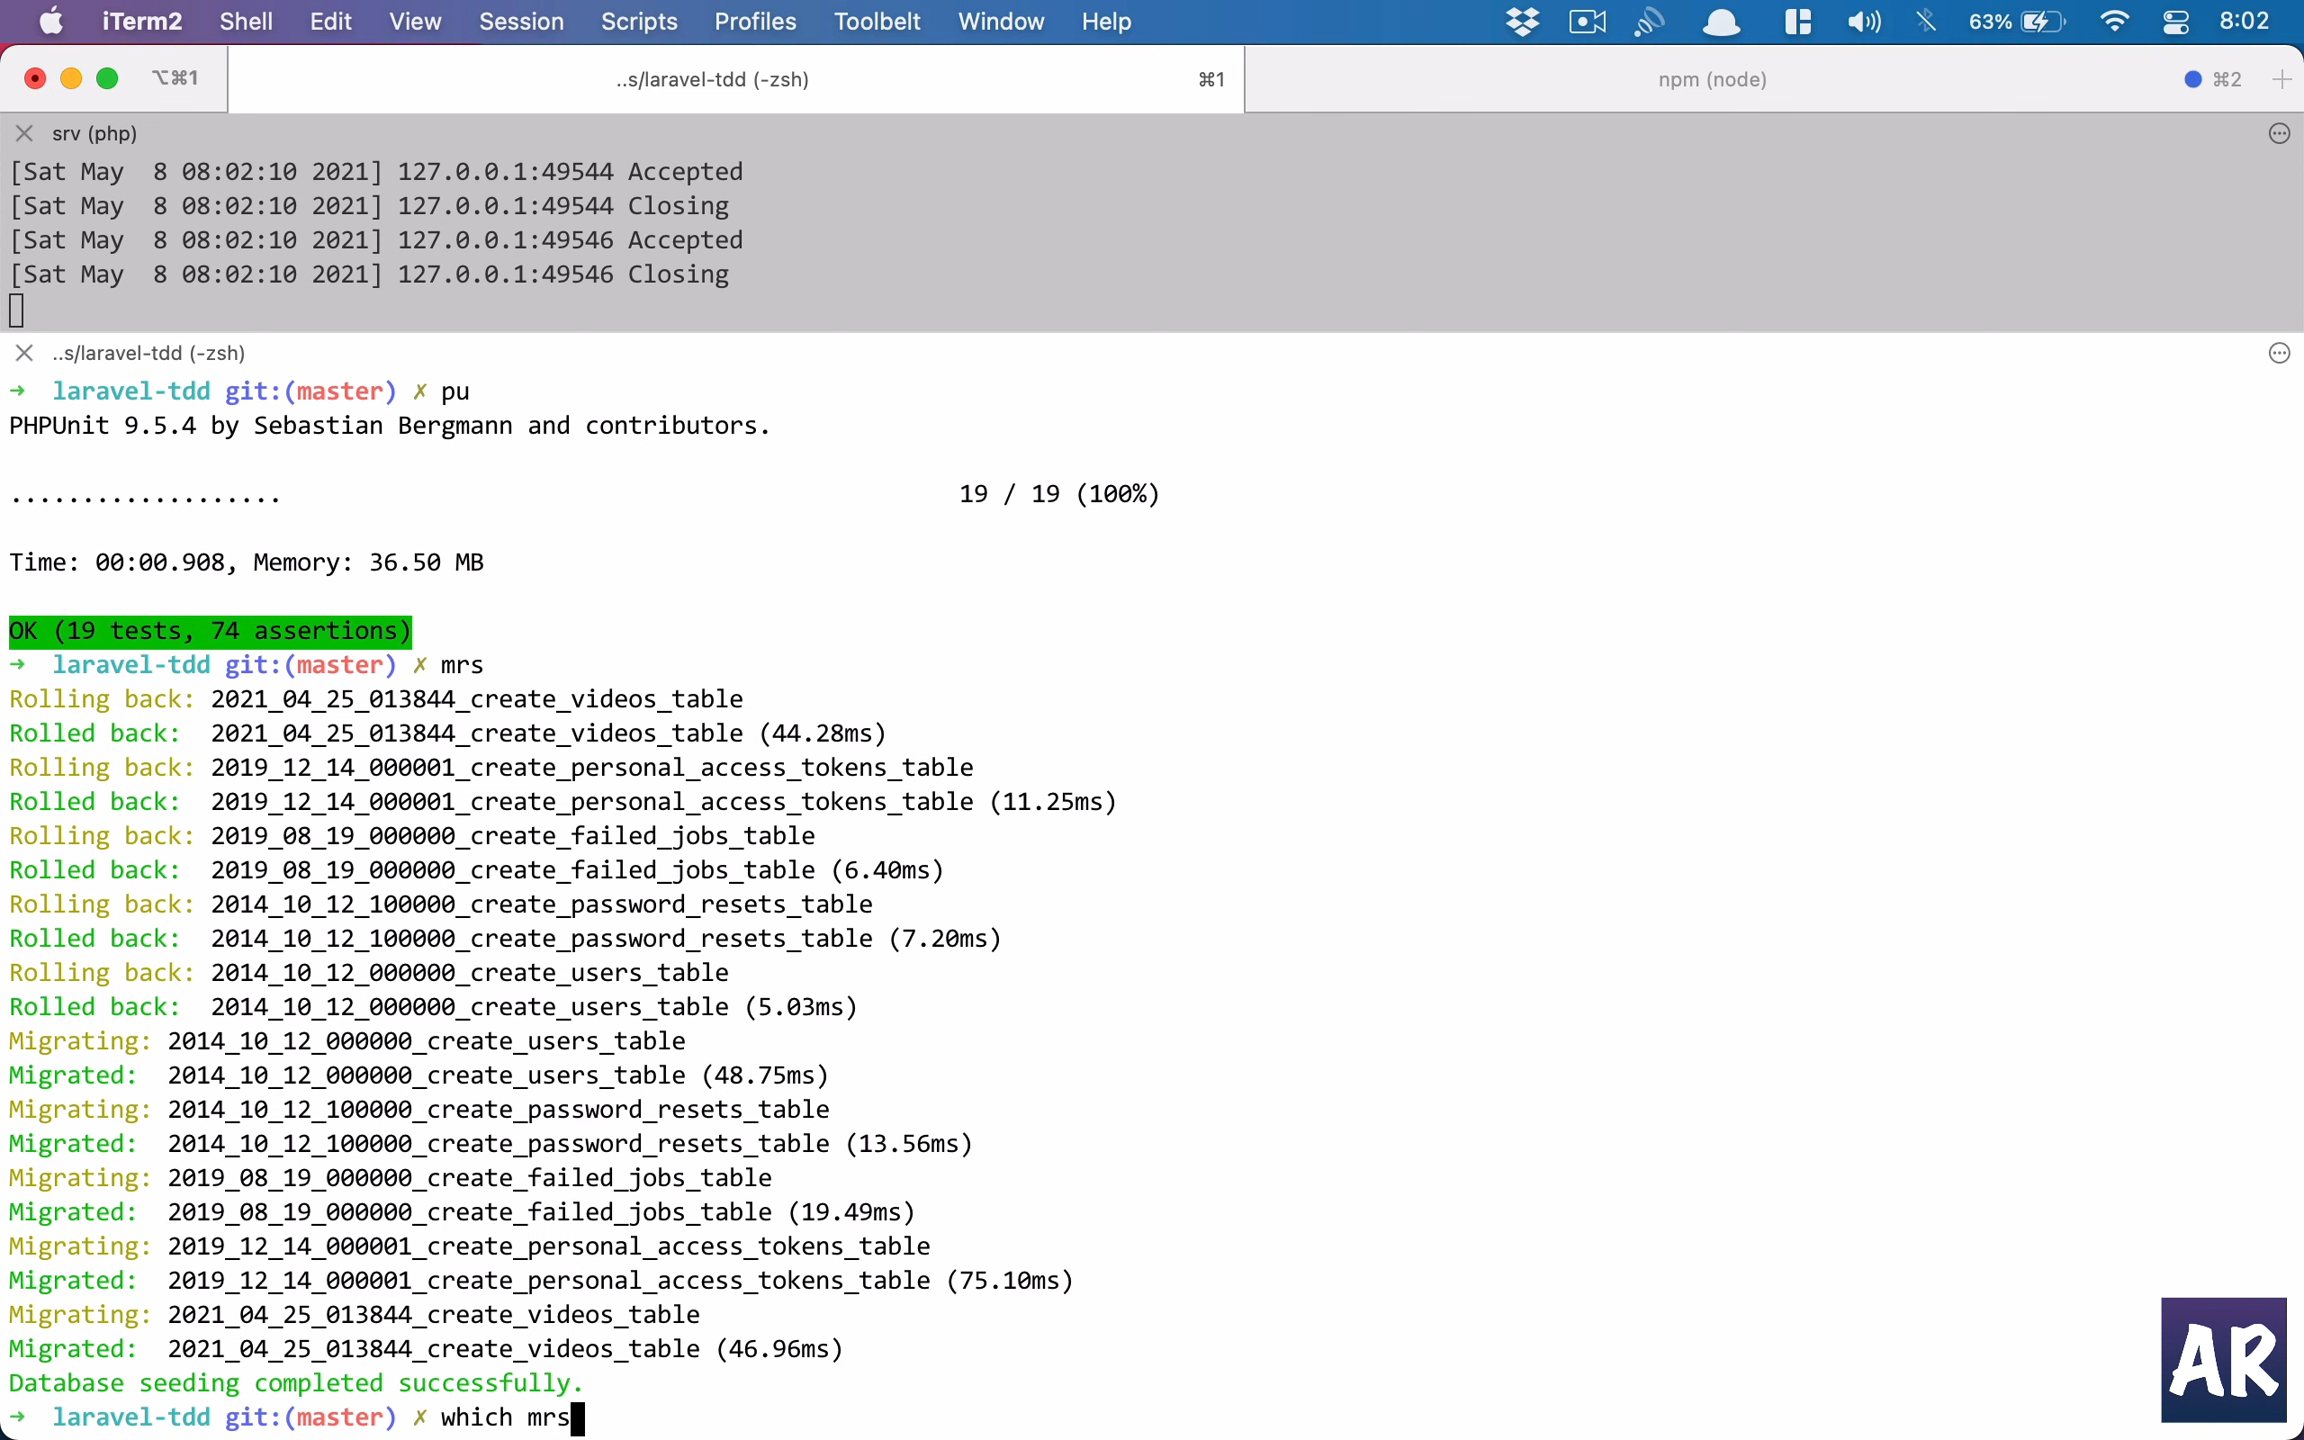 iTerm2 Shell Edit View Session Scripts Profiles Toolbelt Window Help 63% 8:02
⌥⌘1 ..s/laravel-tdd (-zsh) ⌘1 npm (node) ⌘2
srv (php)
[Sat May  8 08:02:10 2021] 127.0.0.1:49544 Accepted
[Sat May  8 08:02:10 2021] 127.0.0.1:49544 Closing
[Sat May  8 08:02:10 2021] 127.0.0.1:49546 Accepted
[Sat May  8 08:02:10 2021] 127.0.0.1:49546 Closing
..s/laravel-tdd (-zsh)
➜  laravel-tdd git:(master) ✗ pu
PHPUnit 9.5.4 by Sebastian Bergmann and contributors.
................... 19 / 19 (100%)
Time: 00:00.908, Memory: 36.50 MB
OK (19 tests, 74 assertions)
➜  laravel-tdd git:(master) ✗ mrs
Rolling back: 2021_04_25_013844_create_videos_table
Rolled back:  2021_04_25_013844_create_videos_table (44.28ms)
Rolling back: 2019_12_14_000001_create_personal_access_tokens_table
Rolled back:  2019_12_14_000001_create_personal_access_tokens_table (11.25ms)
Rolling back: 2019_08_19_000000_create_failed_jobs_table
Rolled back:  2019_08_19_000000_create_failed_jobs_table (6.40ms)
Rolling back: 2014_10_12_100000_create_password_resets_table
Rolled back:  2014_10_12_100000_create_password_resets_table (7.20ms)
Rolling back: 2014_10_12_000000_create_users_table
Rolled back:  2014_10_12_000000_create_users_table (5.03ms)
Migrating: 2014_10_12_000000_create_users_table
Migrated:  2014_10_12_000000_create_users_table (48.75ms)
Migrating: 2014_10_12_100000_create_password_resets_table
Migrated:  2014_10_12_100000_create_password_resets_table (13.56ms)
Migrating: 2019_08_19_000000_create_failed_jobs_table
Migrated:  2019_08_19_000000_create_failed_jobs_table (19.49ms)
Migrating: 2019_12_14_000001_create_personal_access_tokens_table
Migrated:  2019_12_14_000001_create_personal_access_tokens_table (75.10ms)
Migrating: 2021_04_25_013844_create_videos_table
Migrated:  2021_04_25_013844_create_videos_table (46.96ms)
Database seeding completed successfully.
➜  laravel-tdd git:(master) ✗ which mrs
AR